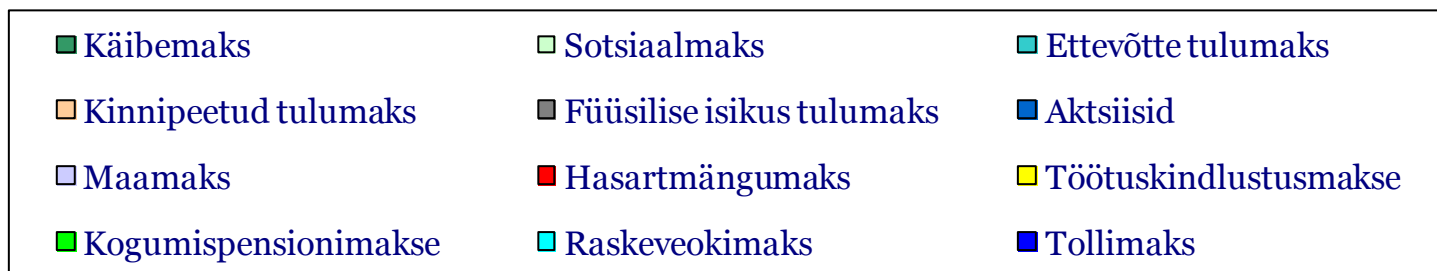 Käibemaks Sotsiaalmaks Ettevõtte tulumaks
Kinnipeetud tulumaks Füüsilise isikus tulumaks Aktsiisid
Maamaks Hasartmängumaks Töötuskindlustusmakse
Kogumispensionimakse Raskeveokimaks Tollimaks